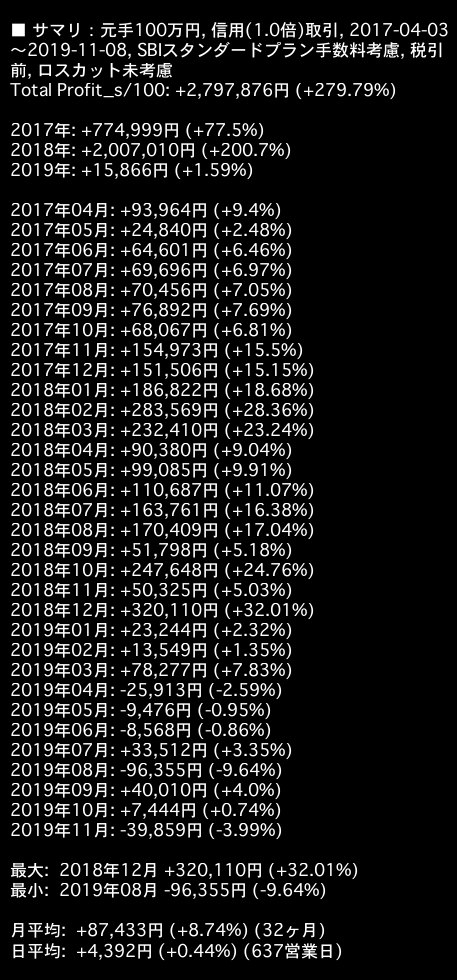 ■ サマリ：元手100万円, 信用(1.0倍)取引, 2017-04-03
～2019-11-08, SBIスタンダードプラン手数料考慮, 税引
前, ロスカット未考慮
Total Profit_s/100: +2,797,876円 (+279.79%)
2017年: +774,999円 (+77.5%)
2018年: +2,007,010円 (+200.7%)
2019年: +15,866円 (+1.59%)
2017年04月: +93,964円 (+9.4%)
2017年05月: +24,840円 (+2.48%)
2017年06月: +64,601円 (+6.46%)
2017年07月: +69,696円 (+6.97%)
2017年08月: +70,456円 (+7.05%)
2017年09月: +76,892円 (+7.69%)
2017年10月: +68,067円 (+6.81%)
2017年11月: +154,973円 (+15.5%)
2017年12月: +151,506円 (+15.15%)
2018年01月: +186,822円 (+18.68%)
2018年02月: +283,569円 (+28.36%)
2018年03月: +232,410円 (+23.24%)
2018年04月: +90,380円 (+9.04%)
2018年05月: +99,085円 (+9.91%)
2018年06月: +110,687円 (+11.07%)
2018年07月: +163,761円 (+16.38%)
2018年08月: +170,409円 (+17.04%)
2018年09月: +51,798円 (+5.18%)
2018年10月: +247,648円 (+24.76%)
2018年11月: +50,325円 (+5.03%)
2018年12月: +320,110円 (+32.01%)
2019年01月: +23,244円 (+2.32%)
2019年02月: +13,549円 (+1.35%)
2019年03月: +78,277円 (+7.83%)
2019年04月: -25,913円 (-2.59%)
2019年05月: -9,476円 (-0.95%)
2019年06月: -8,568円 (-0.86%)
2019年07月: +33,512円 (+3.35%)
2019年08月: -96,355円 (-9.64%)
2019年09月: +40,010円 (+4.0%)
2019年10月: +7,444円 (+0.74%)
2019年11月: -39,859円 (-3.99%)
最大: 2018年12月 +320,110円 (+32.01%)
最小: 2019年08月 -96,355円 (-9.64%)
月平均: +87,433円 (+8.74%) (32ヶ月)
日平均: +4,392円 (+0.44%) (637営業日)